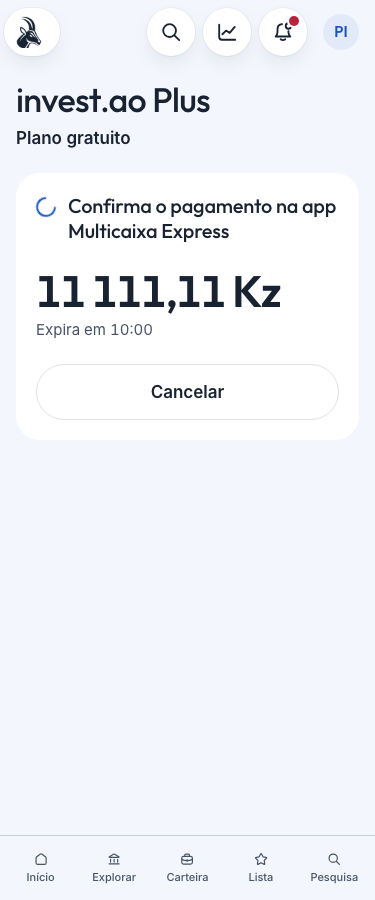 PI
invest.ao Plus
Plano gratuito
Confirma o pagamento na app
Multicaixa Express
11 111,11 Kz
Expira em 10:00
Cancelar
Início
Explorar
Carteira
Lista
Pesquisa